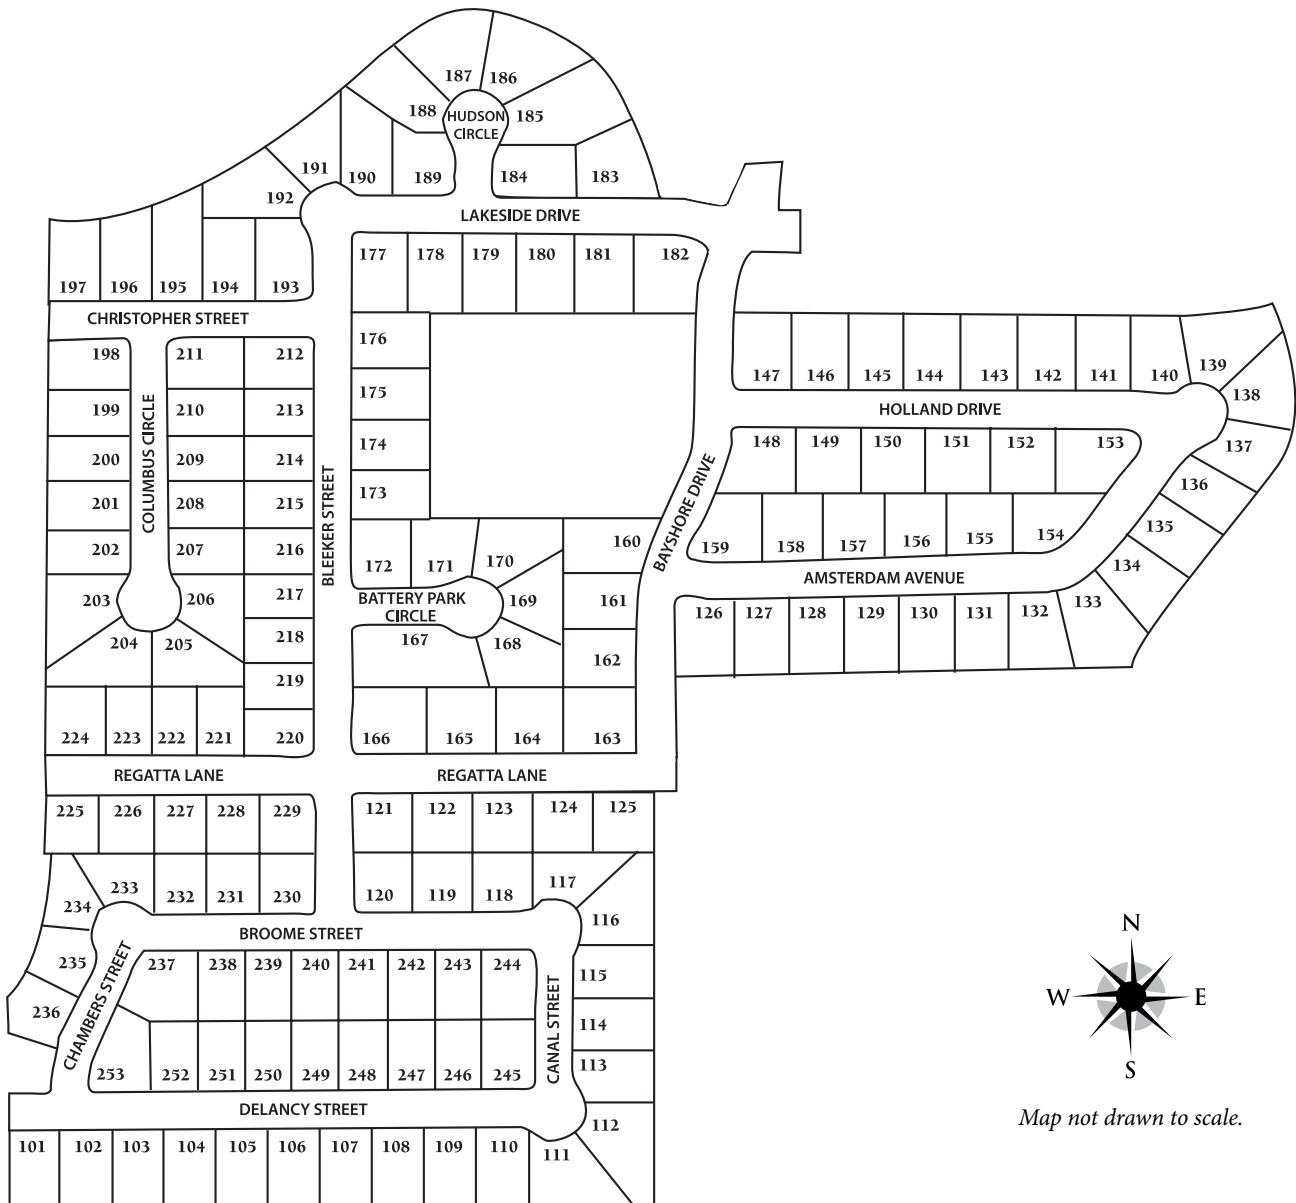 187 186
188 HUDSON 185
CIRCLE
191 190 189 184 183
192
LAKESIDE DRIVE
177 178 179 180 181 182
197 196 195 194 193
CHRISTOPHER STREET
176
198 211 212
147 146 145 144 143 142 141 140 139
175
138
199 210 213
HOLLAND DRIVE
174 148 149 150 151 152 153
137
200 209 214
COLUMBUS CIRCLE
BLEEKER STREET
BAYSHORE DRIVE
173
136
201 208 215
135
160 159 158 157 156 155 154
202 207 216
172 171 170
134
AMSTERDAM AVENUE
203 206 217
BATTERY PARK
CIRCLE
169 161
126 127 128 129 130 131 132 133
204 205 218
167 168
162
219
224 223 222 221 220
166 165 164 163
REGATTA LANE
REGATTA LANE
225 226 227 228 229
121 122 123 124 125
233 232 231 230
120 119 118 117
234
116
BROOME STREET
235 237 238 239 240 241 242 243 244
115
236
CHAMBERS STREET
CANAL STREET
114
253 252 251 250 249 248 247 246 245
113
DELANCY STREET
112
101 102 103 104 105 106 107 108 109 110 111
N
W E
S
Map not drawn to scale.